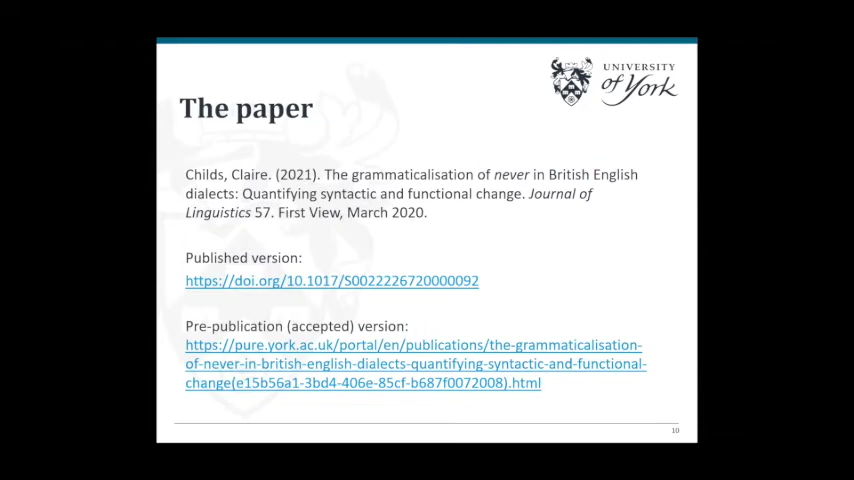 UNIVERSITY
of York
The paper
Childs, Claire. (2021). The grammaticalisation of never in British English
dialects: Quantifying syntactic and functional change. Journal of
Linguistics 57. First View, March 2020.
Published version:
https://doi.org/10.1017/S0022226720000092
Pre-publication (accepted) version:
https://pure.york.ac.uk/portal/en/publications/the-grammaticalisation-
of-never-in-british-english-dialects-quantifying-syntactic-and-functional-
change(e15b56a1-3bd4-406e-85cf-b687f0072008).html
10